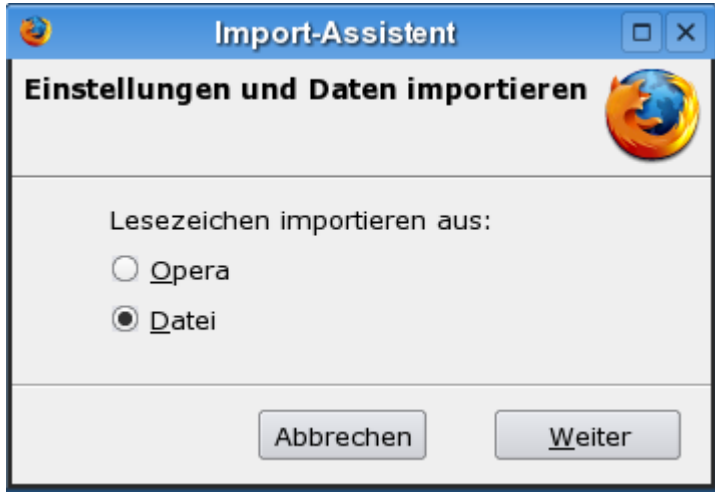 Import-Assistent
Einstellungen und Daten importieren
Lesezeichen importieren aus:
Opera
Datei
Abbrechen
Weiter